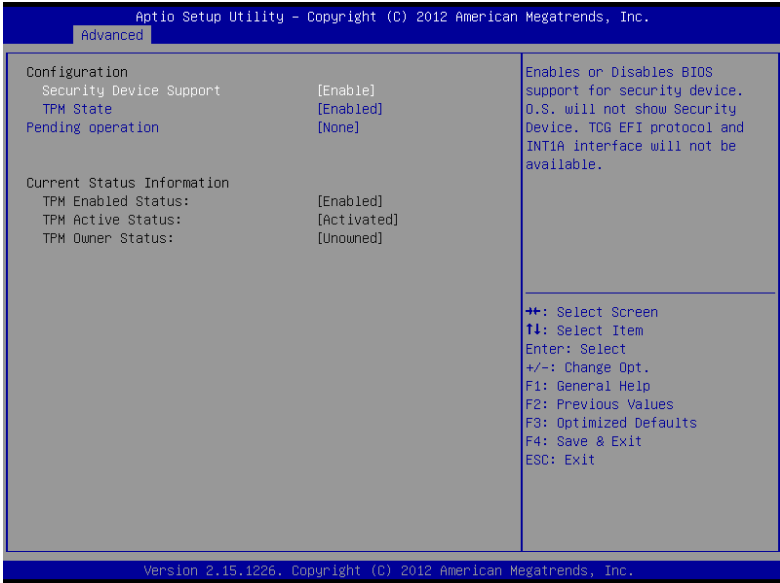 Aptio Setup Utility – Copyright (C) 2012 American Megatrends, Inc.
Advanced
Configuration
Security Device Support [Enable]
TPM State [Enabled]
Pending operation [None]
Current Status Information
TPM Enabled Status: [Enabled]
TPM Active Status: [Activated]
TPM Owner Status: [Unowned]
Enables or Disables BIOS
support for security device.
O.S. will not show Security
Device. TCG EFI protocol and
INT1A interface will not be
available.
→←: Select Screen
↑↓: Select Item
Enter: Select
+/-: Change Opt.
F1: General Help
F2: Previous Values
F3: Optimized Defaults
F4: Save & Exit
ESC: Exit
Version 2.15.1226. Copyright (C) 2012 American Megatrends, Inc.